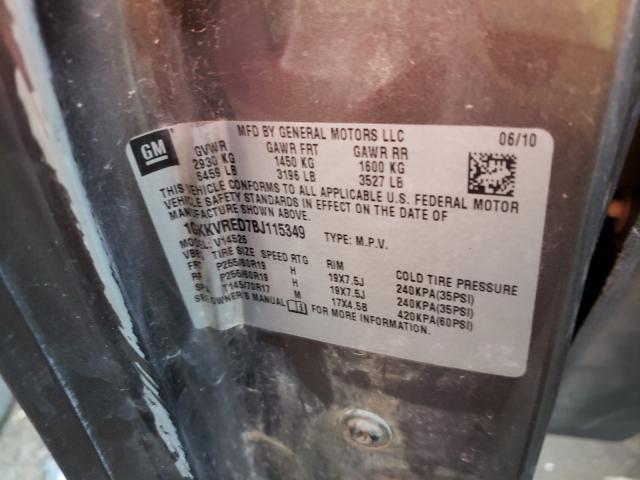 MFD BY GENERAL MOTORS LLC 06/10
GM GVWR GAWR FRT GAWR RR
2930 KG 1450 KG 1600 KG
6459 LB 3196 LB 3527 LB
THIS VEHICLE CONFORMS TO ALL APPLICABLE U.S. FEDERAL MOTOR
VEHICLE SAFETY STANDARDS IN EFFECT ON THE DATE OF
MANUFACTURE SHOWN ABOVE.
1GKKVRED7BJ115349 TYPE: M.P.V.
MODEL: V14526
TIRE SIZE SPEED RTG RIM COLD TIRE PRESSURE
P255/60R19 H 19X7.5J 240KPA(35PSI)
P255/60R19 H 19X7.5J 240KPA(35PSI)
T145/70R17 M 17X4.5B 420KPA(60PSI)
SEE OWNER'S MANUAL FOR MORE INFORMATION.